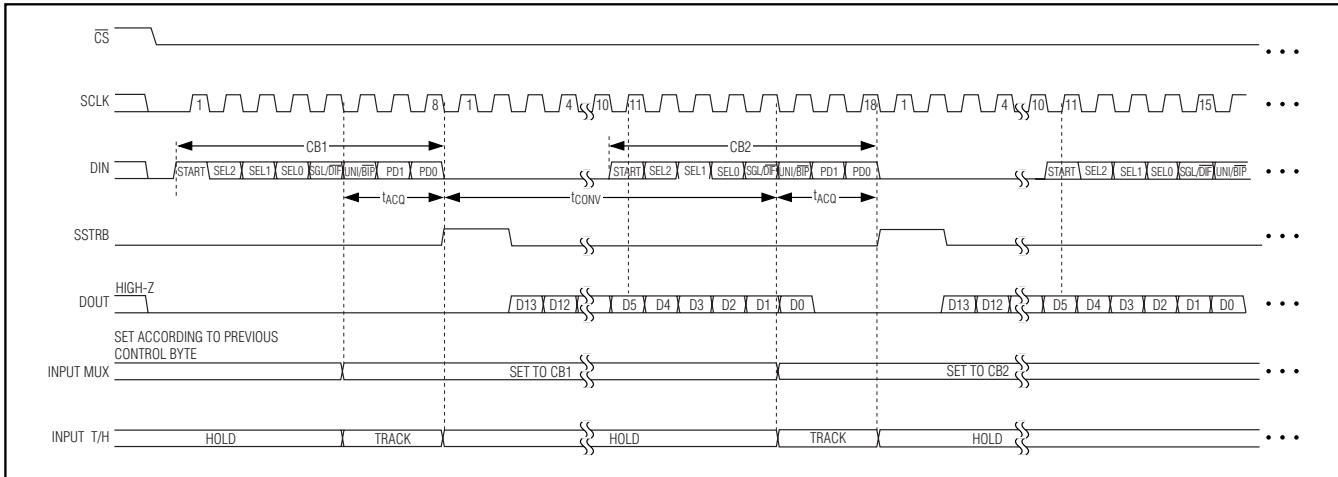 CS
SCLK 1 8 1 4 10 11 18 1 4 10 11 15
CB1 CB2
DIN START SEL2 SEL1 SEL0 SGL/DIF UNI/BIP PD1 PD0 START SEL2 SEL1 SEL0 SGL/DIF UNI/BIP PD1 PD0 START SEL2 SEL1 SEL0 SGL/DIF UNI/BIP
tACQ tCONV tACQ
SSTRB
HIGH-Z
DOUT D13 D12 D5 D4 D3 D2 D1 D0 D13 D12 D5 D4 D3 D2 D1 D0
SET ACCORDING TO PREVIOUS
CONTROL BYTE
INPUT MUX SET TO CB1 SET TO CB2
INPUT T/H HOLD TRACK HOLD TRACK HOLD